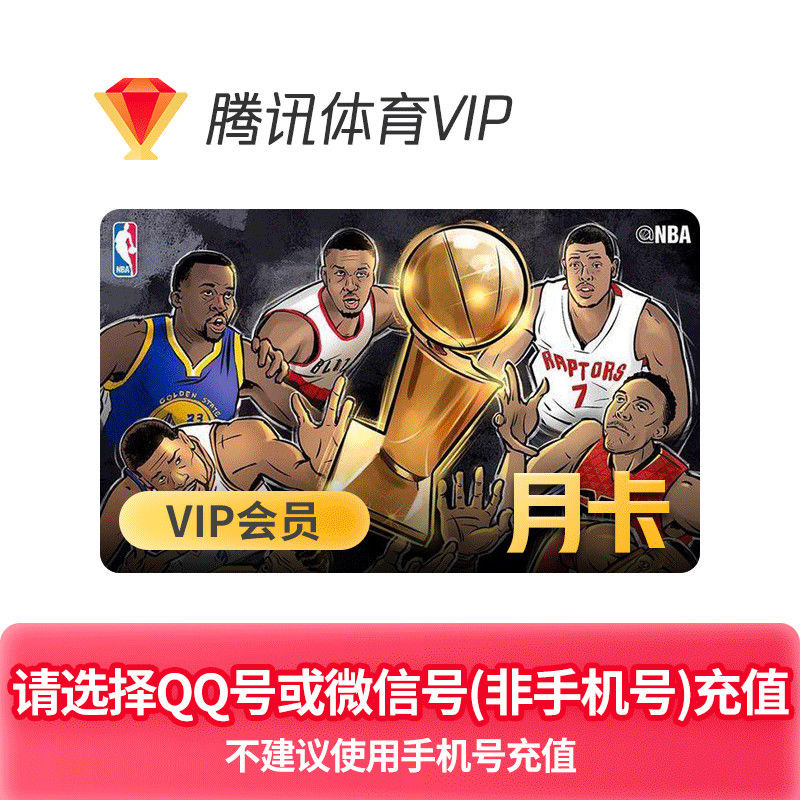 腾讯体育VIP
NBA
@NBA
BLAZ
RAPTORS
7
GOLDEN STATE
23
VIP会员
月卡
请选择QQ号或微信号(非手机号)充值
不建议使用手机号充值